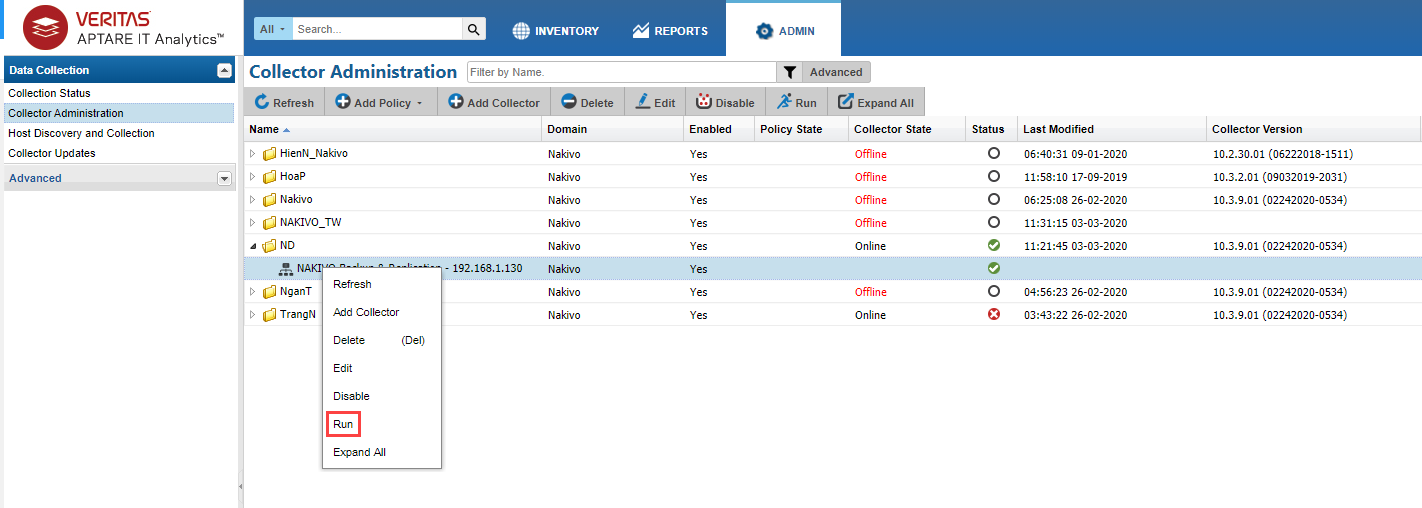 VERITAS™
APTARE IT Analytics™
All Search...
INVENTORY
REPORTS
ADMIN
Data Collection
Collection Status
Collector Administration
Host Discovery and Collection
Collector Updates
Advanced
Collector Administration Filter by Name. Advanced
Refresh Add Policy Add Collector Delete Edit Disable Run Expand All
Name Domain Enabled Policy State Collector State Status Last Modified Collector Version
HienN_Nakivo Nakivo Yes Offline 06:40:31 09-01-2020 10.2.30.01 (06222018-1511)
HoaP Nakivo Yes Offline 11:58:10 17-09-2019 10.3.2.01 (09032019-2031)
Nakivo Nakivo Yes Offline 06:25:08 26-02-2020 10.3.9.01 (02242020-0534)
NAKIVO_TW Nakivo Yes Offline 11:31:15 03-03-2020
ND Nakivo Yes Online 11:21:45 03-03-2020 10.3.9.01 (02242020-0534)
NAKIVO Backup & Replication - 192.168.1.130 Nakivo Yes
NganT Nakivo Yes Offline 04:56:23 26-02-2020 10.3.9.01 (02242020-0534)
TrangN Nakivo Yes Online 03:43:22 26-02-2020 10.3.9.01 (02242020-0534)
Refresh
Add Collector
Delete (Del)
Edit
Disable
Run
Expand All